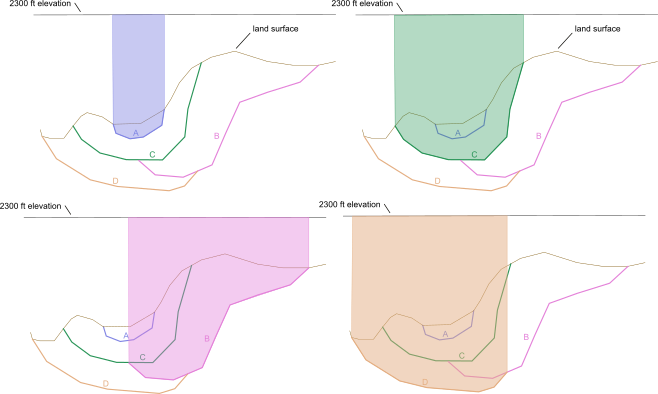 2300 ft elevation
land surface
A
B
C
D
2300 ft elevation
land surface
A
B
C
D
2300 ft elevation
A
B
C
D
2300 ft elevation
A
B
C
D